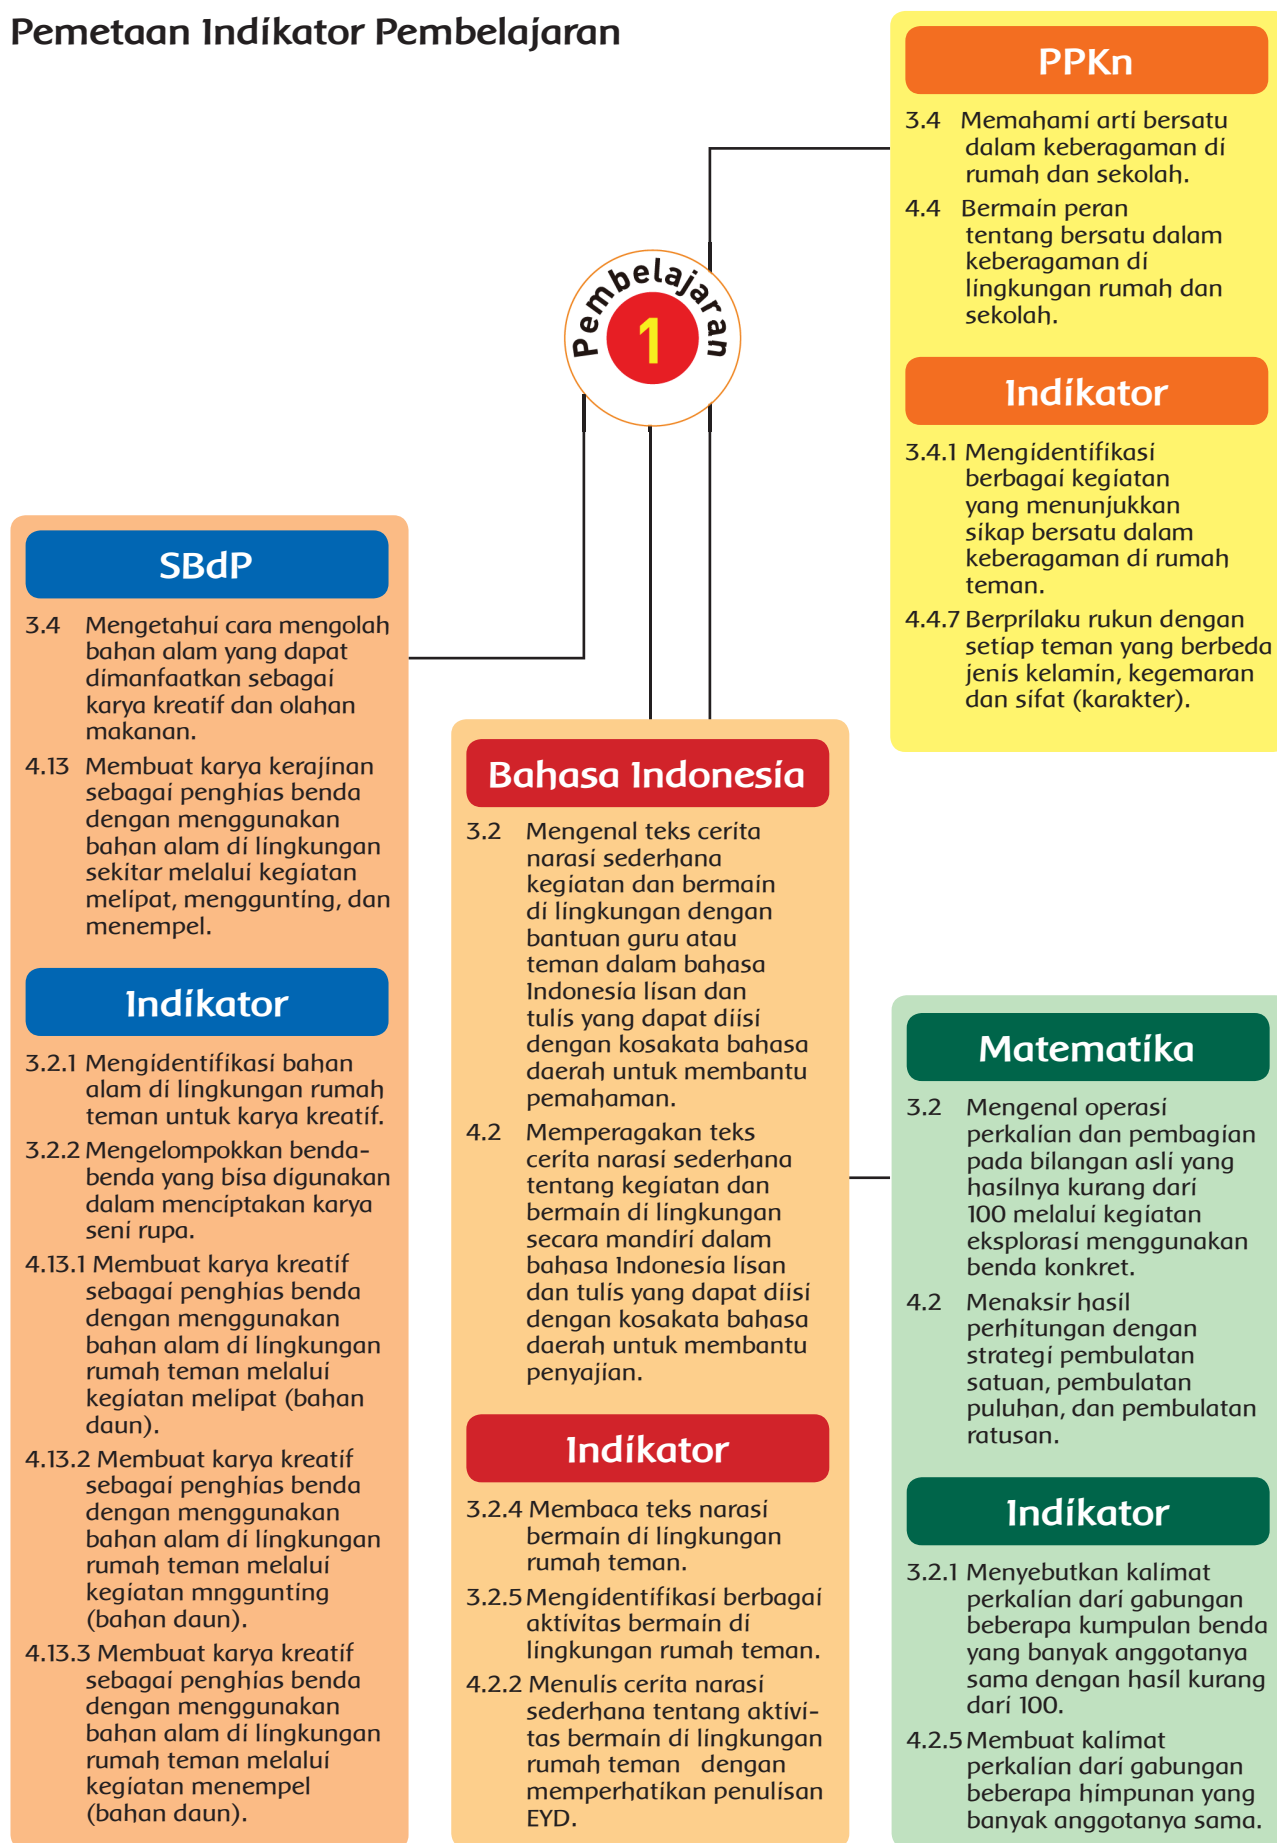 Pemetaan Indikator Pembelajaran
PPKn
3.4 Memahami arti bersatu
dalam keberagaman di
rumah dan sekolah.
4.4 Bermain peran
tentang bersatu dalam
keberagaman di
lingkungan rumah dan
sekolah.
Indikator
3.4.1 Mengidentifikasi
berbagai kegiatan
yang menunjukkan
sikap bersatu dalam
keberagaman di rumah
teman.
4.4.7 Berprilaku rukun dengan
setiap teman yang berbeda
jenis kelamin, kegemaran
dan sifat (karakter).
Pembelajaran
1
SBdP
3.4 Mengetahui cara mengolah
bahan alam yang dapat
dimanfaatkan sebagai
karya kreatif dan olahan
makanan.
4.13 Membuat karya kerajinan
sebagai penghias benda
dengan menggunakan
bahan alam di lingkungan
sekitar melalui kegiatan
melipat, menggunting, dan
menempel.
Indikator
3.2.1 Mengidentifikasi bahan
alam di lingkungan rumah
teman untuk karya kreatif.
3.2.2 Mengelompokkan benda-
benda yang bisa digunakan
dalam menciptakan karya
seni rupa.
4.13.1 Membuat karya kreatif
sebagai penghias benda
dengan menggunakan
bahan alam di lingkungan
rumah teman melalui
kegiatan melipat (bahan
daun).
4.13.2 Membuat karya kreatif
sebagai penghias benda
dengan menggunakan
bahan alam di lingkungan
rumah teman melalui
kegiatan mnggunting
(bahan daun).
4.13.3 Membuat karya kreatif
sebagai penghias benda
dengan menggunakan
bahan alam di lingkungan
rumah teman melalui
kegiatan menempel
(bahan daun).
Bahasa Indonesia
3.2 Mengenal teks cerita
narasi sederhana
kegiatan dan bermain
di lingkungan dengan
bantuan guru atau
teman dalam bahasa
Indonesia lisan dan
tulis yang dapat diisi
dengan kosakata bahasa
daerah untuk membantu
pemahaman.
4.2 Memperagakan teks
cerita narasi sederhana
tentang kegiatan dan
bermain di lingkungan
secara mandiri dalam
bahasa Indonesia lisan
dan tulis yang dapat diisi
dengan kosakata bahasa
daerah untuk membantu
penyajian.
Indikator
3.2.4 Membaca teks narasi
bermain di lingkungan
rumah teman.
3.2.5 Mengidentifikasi berbagai
aktivitas bermain di
lingkungan rumah teman.
4.2.2 Menulis cerita narasi
sederhana tentang aktivi-
tas bermain di lingkungan
rumah teman dengan
memperhatikan penulisan
EYD.
Matematika
3.2 Mengenal operasi
perkalian dan pembagian
pada bilangan asli yang
hasilnya kurang dari
100 melalui kegiatan
eksplorasi menggunakan
benda konkret.
4.2 Menaksir hasil
perhitungan dengan
strategi pembulatan
satuan, pembulatan
puluhan, dan pembulatan
ratusan.
Indikator
3.2.1 Menyebutkan kalimat
perkalian dari gabungan
beberapa kumpulan benda
yang banyak anggotanya
sama dengan hasil kurang
dari 100.
4.2.5 Membuat kalimat
perkalian dari gabungan
beberapa himpunan yang
banyak anggotanya sama.